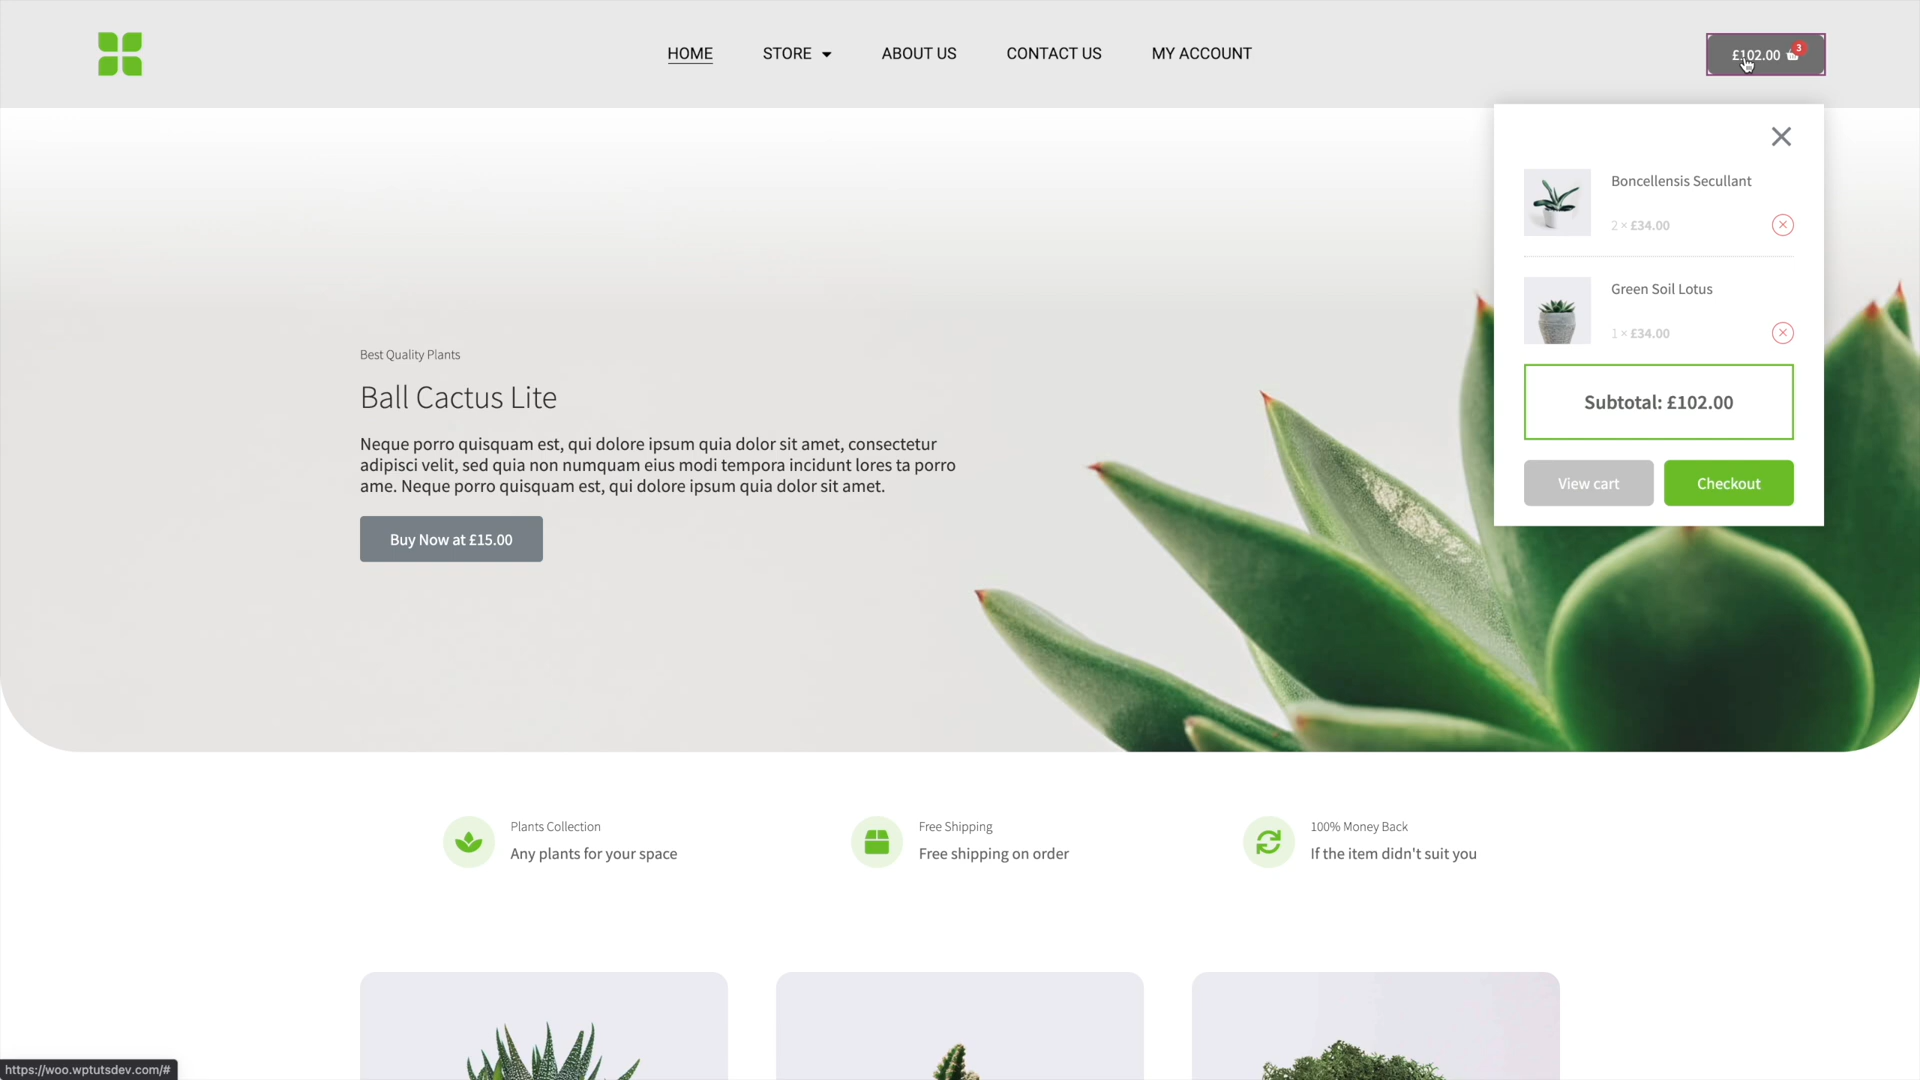 HOME
STORE
ABOUT US
CONTACT US
MY ACCOUNT
£102.00
3
Boncellensis Secullant
2 × £34.00
Green Soil Lotus
1 × £34.00
Subtotal: £102.00
View cart
Checkout
Best Quality Plants
Ball Cactus Lite
Neque porro quisquam est, qui dolore ipsum quia dolor sit amet, consectetur
adipisci velit, sed quia non numquam eius modi tempora incidunt lores ta porro
ame. Neque porro quisquam est, qui dolore ipsum quia dolor sit amet.
Buy Now at £15.00
Plants Collection
Any plants for your space
Free Shipping
Free shipping on order
100% Money Back
If the item didn't suit you
https://woo.wptutsdev.com/#